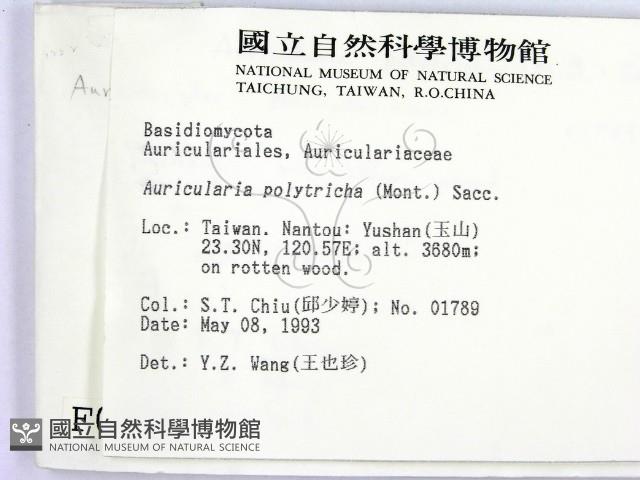 國立自然科學博物館
NATIONAL MUSEUM OF NATURAL SCIENCE
TAICHUNG, TAIWAN, R.O.CHINA
Aur
Basidiomycota
Auriculariales, Auriculariaceae
Auricularia polytricha (Mont.) Sacc.
Loc.: Taiwan. Nantou: Yushan(玉山)
23.30N, 120.57E; alt. 3680m;
on rotten wood.
Col.: S.T. Chiu(邱少婷); No. 01789
Date: May 08, 1993
Det.: Y.Z. Wang(王也珍)
國立自然科學博物館
NATIONAL MUSEUM OF NATURAL SCIENCE